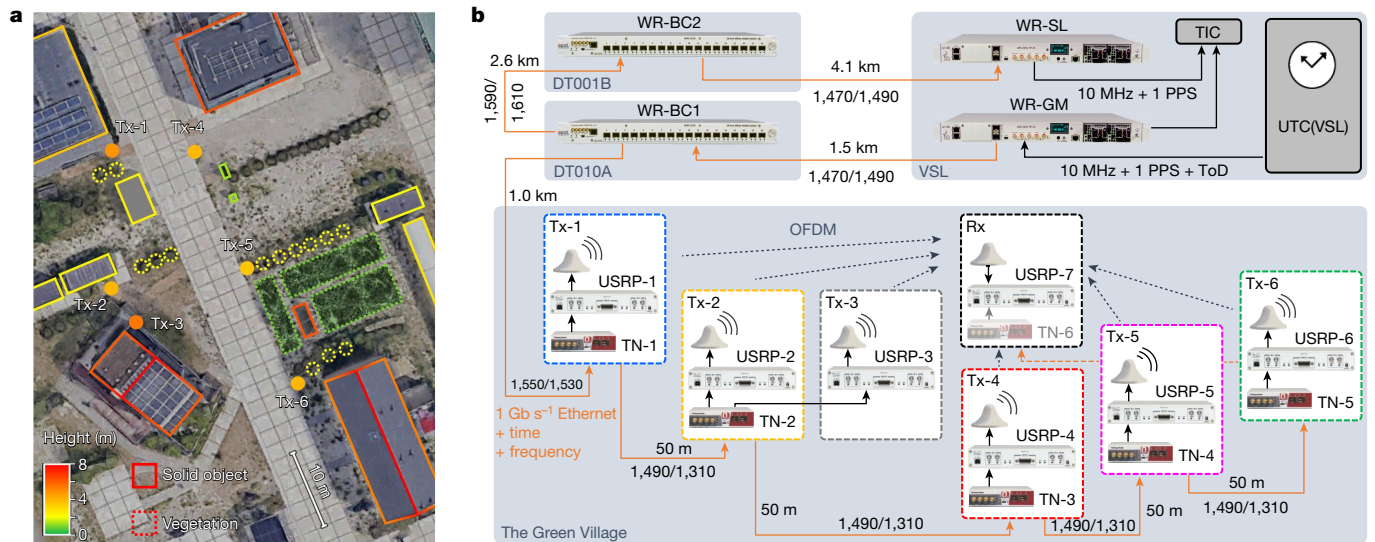 a
Tx-1
Tx-4
Tx-5
Tx-2
Tx-3
Tx-6
Height (m)
8
4
0
Solid object
Vegetation
10 m
b
WR-BC2
WR-SL
TIC
2.6 km
DT001B
4.1 km
1,470/1,490
10 MHz + 1 PPS
1,590/
1,610
WR-BC1
WR-GM
UTC(VSL)
DT010A
1.5 km
1,470/1,490
VSL
10 MHz + 1 PPS + ToD
1.0 km
Tx-1
OFDM
Rx
USRP-1
USRP-7
Tx-2
Tx-3
Tx-6
TN-1
TN-6
USRP-2
USRP-3
Tx-5
USRP-6
1,550/1,530
Tx-4
USRP-5
1 Gb s−1 Ethernet
+ time
+ frequency
TN-2
TN-5
USRP-4
50 m
1,490/1,310
TN-4
TN-3
50 m
1,490/1,310
50 m
1,490/1,310
50 m
1,490/1,310
The Green Village